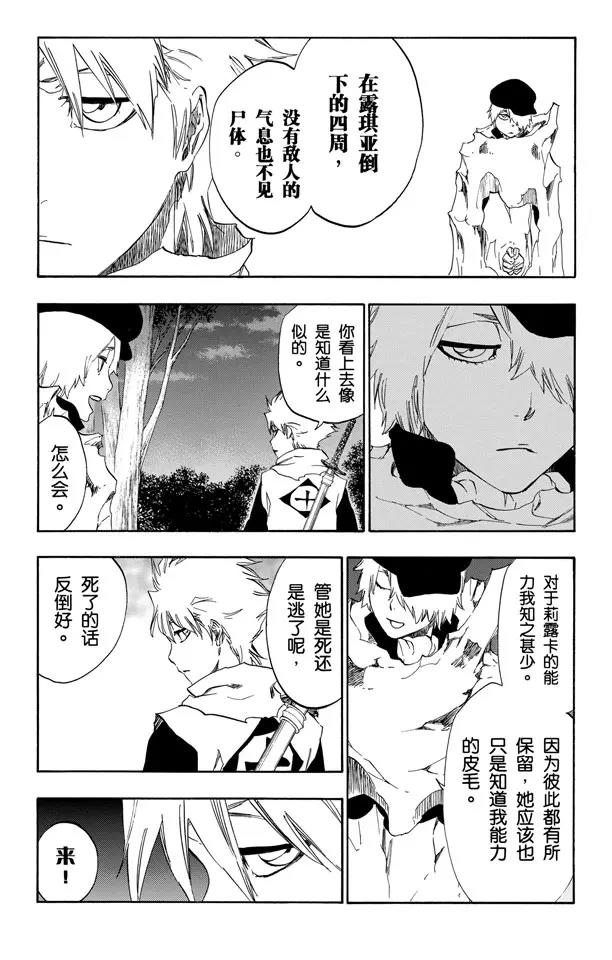 在露琪亚倒
下的四周，
没有敌人的
气息也不见
尸体。
你看上去像
是知道什么
似的。
怎么会。
对于莉露卡的能
力我知之甚少。
因为彼此都有所
保留，她应该也
只是知道我能力
的皮毛。
管她是死还
是逃了呢，
死了的话
反倒好。
来！